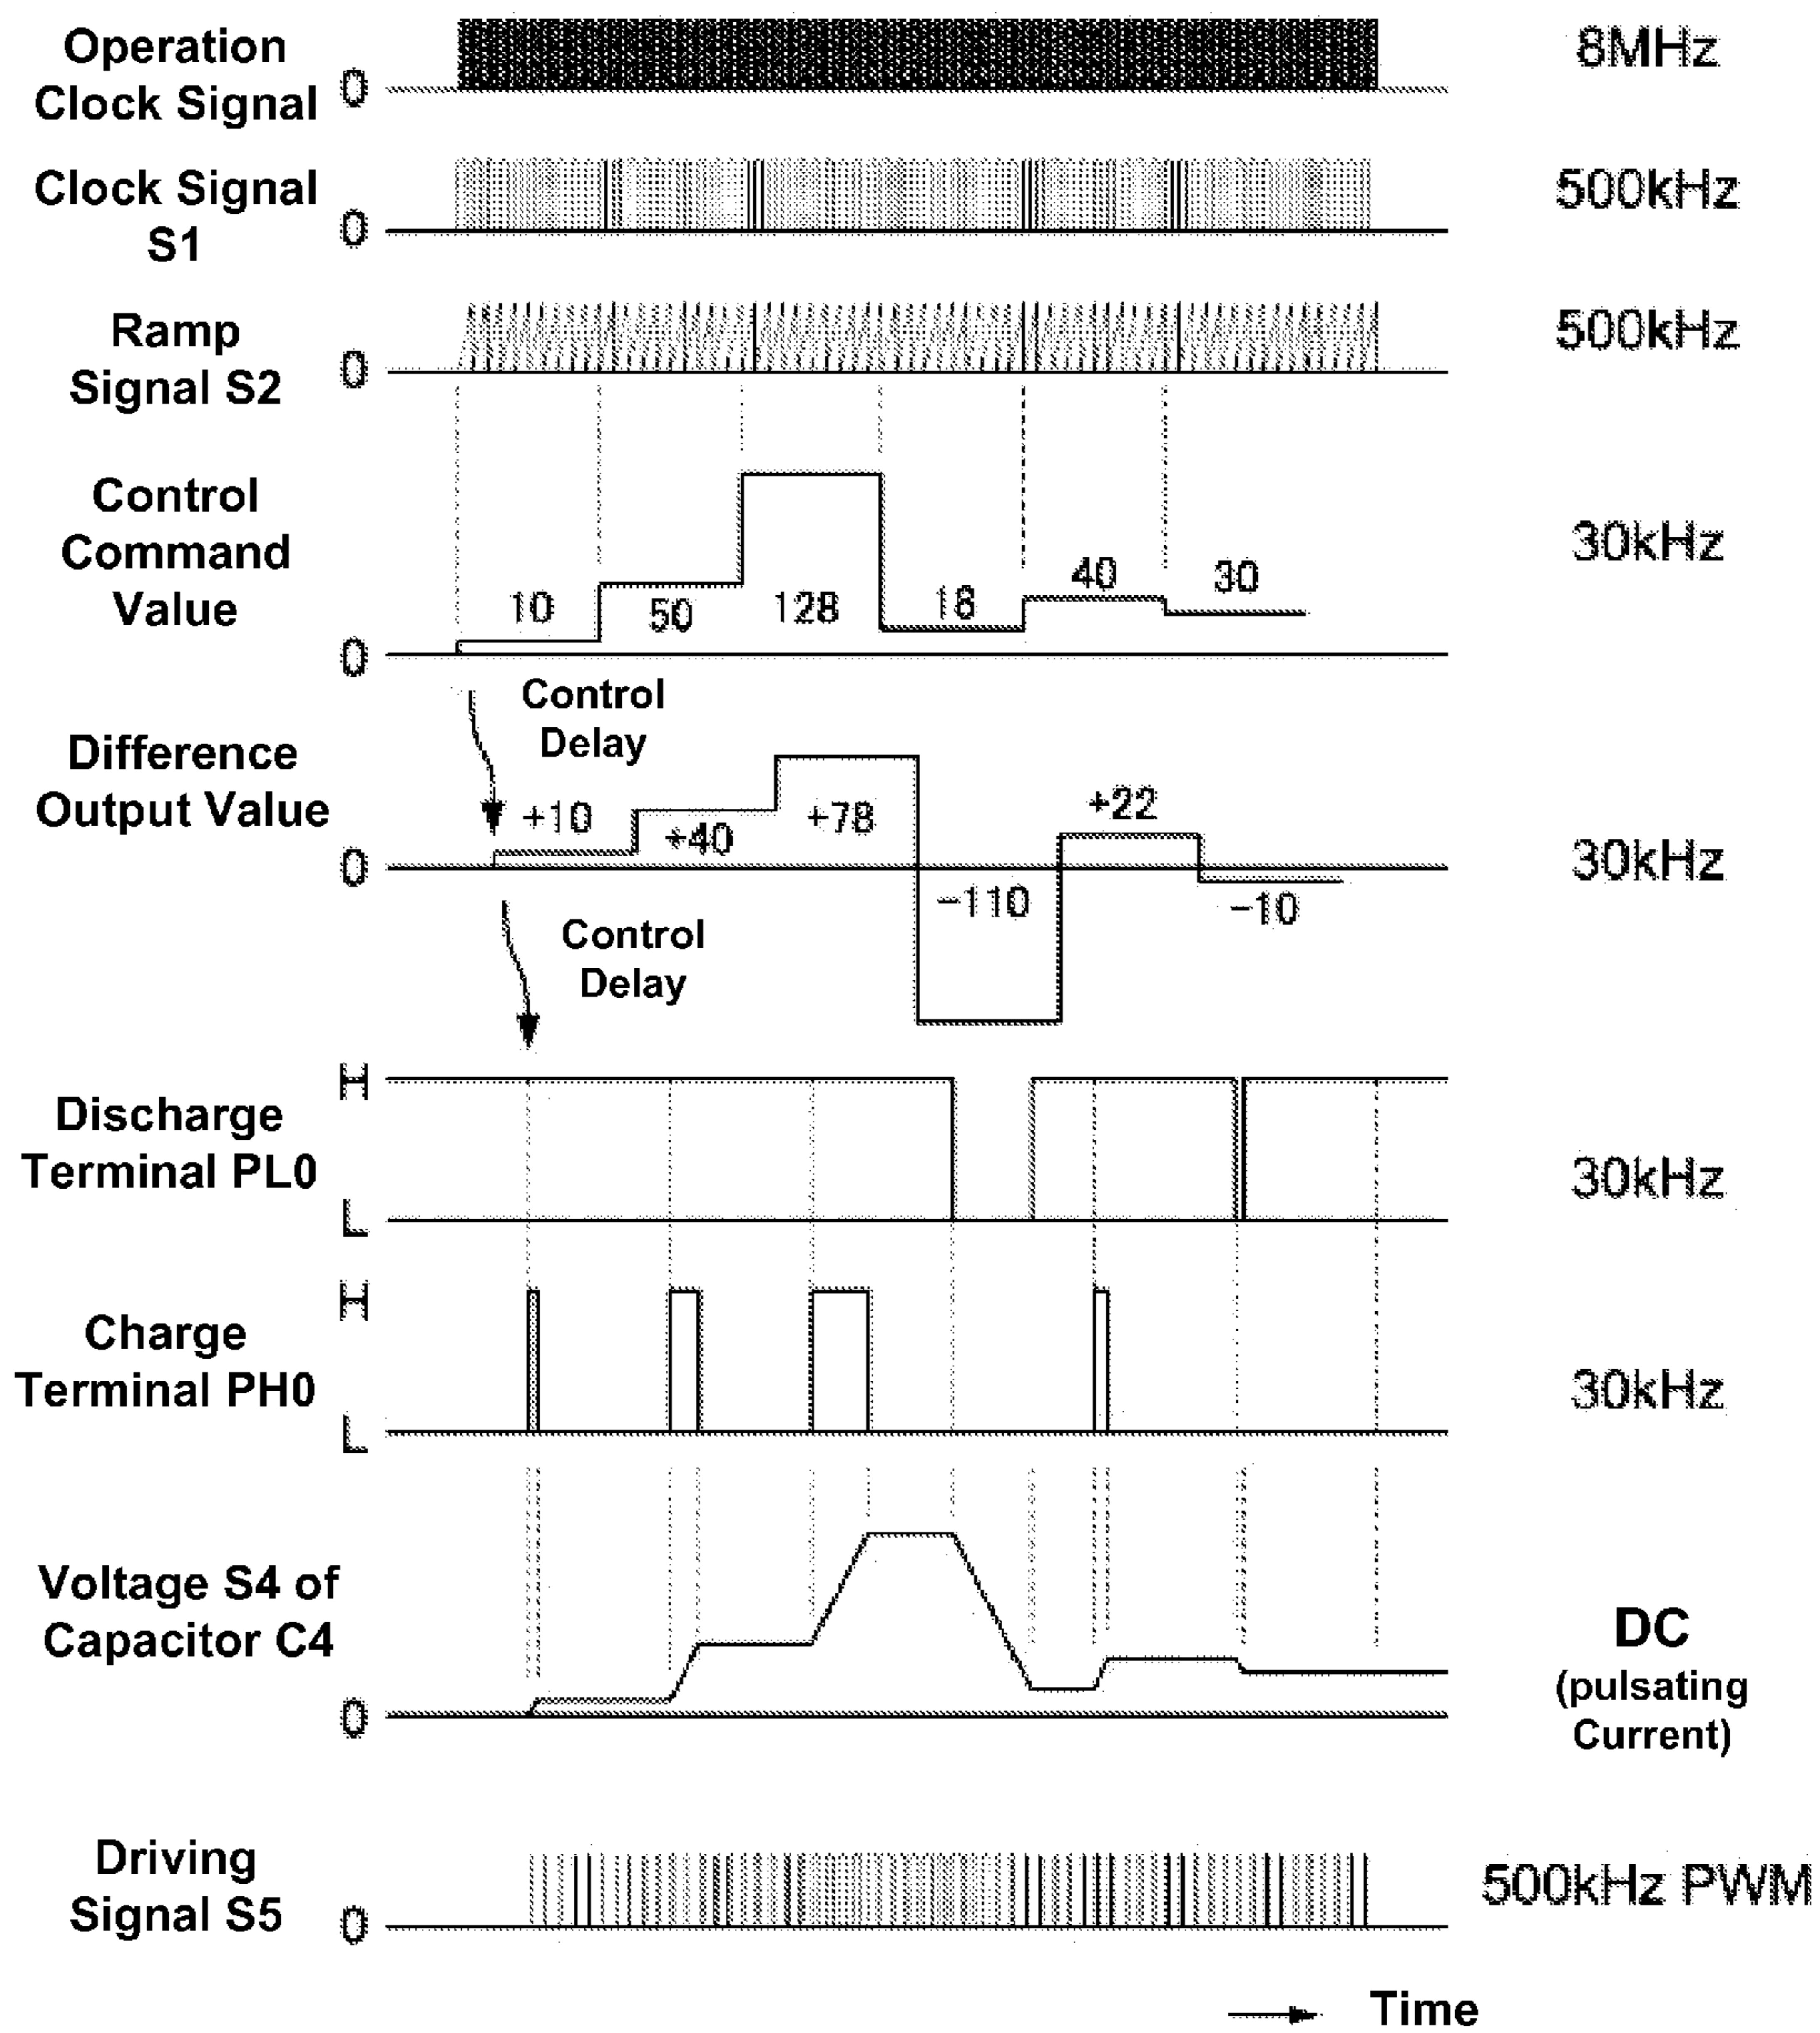 Operation
Clock Signal
0
8MHz
Clock Signal
S1
0
500kHz
Ramp
Signal S2
0
500kHz
Control
Command
Value
0
10
50
128
18
40
30
30kHz
Control
Delay
Difference
Output Value
0
+10
+40
+78
-110
+22
-10
30kHz
Control
Delay
Discharge
Terminal PL0
H
L
30kHz
Charge
Terminal PH0
H
L
30kHz
Voltage S4 of
Capacitor C4
0
DC
(pulsating
Current)
Driving
Signal S5
0
500kHz PWM
Time